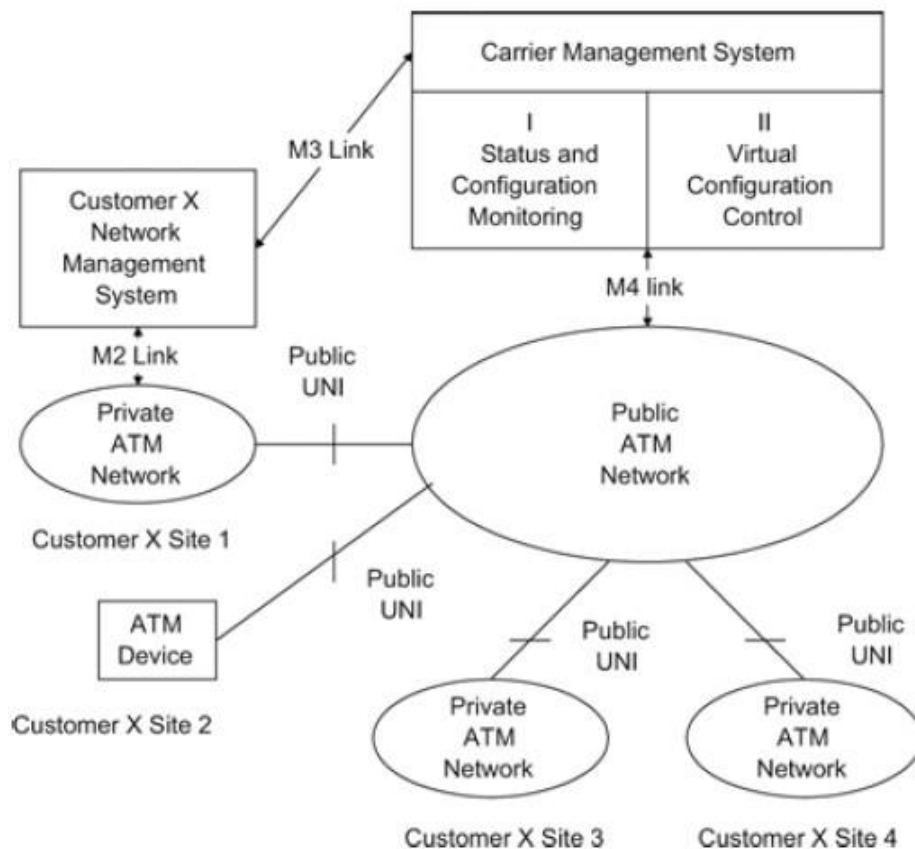 Carrier Management System
I
Status and
Configuration
Monitoring
II
Virtual
Configuration
Control
M3 Link
Customer X
Network
Management
System
M4 link
M2 Link
Public
UNI
Private
ATM
Network
Public
ATM
Network
Customer X Site 1
Public
UNI
ATM
Device
Customer X Site 2
Public
UNI
Public
UNI
Private
ATM
Network
Private
ATM
Network
Customer X Site 3
Customer X Site 4